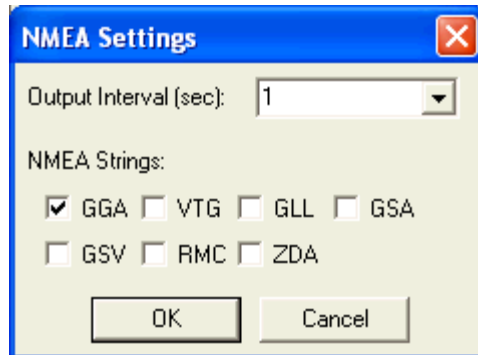 NMEA Settings
Output Interval (sec): 1
NMEA Strings:
GGA VTG GLL GSA
GSV RMC ZDA
OK Cancel